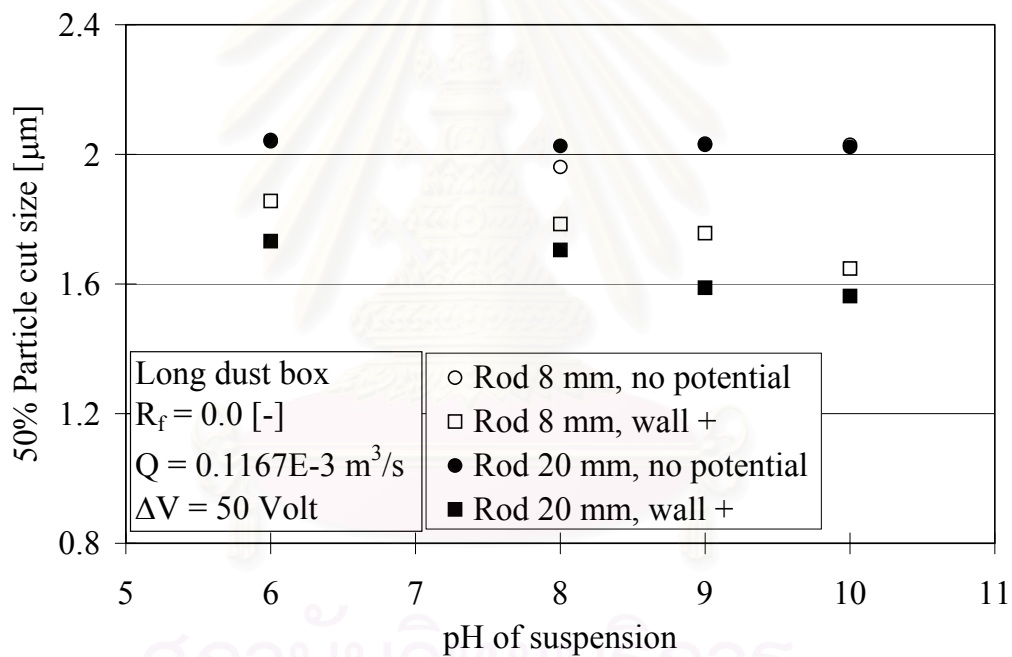 2.4
2
1.6
1.2
0.8
50% Particle cut size [µm]
Long dust box
R_f = 0.0 [-]
Q = 0.1167E-3 m³/s
ΔV = 50 Volt
Rod 8 mm, no potential
Rod 8 mm, wall +
Rod 20 mm, no potential
Rod 20 mm, wall +
5 6 7 8 9 10 11
pH of suspension